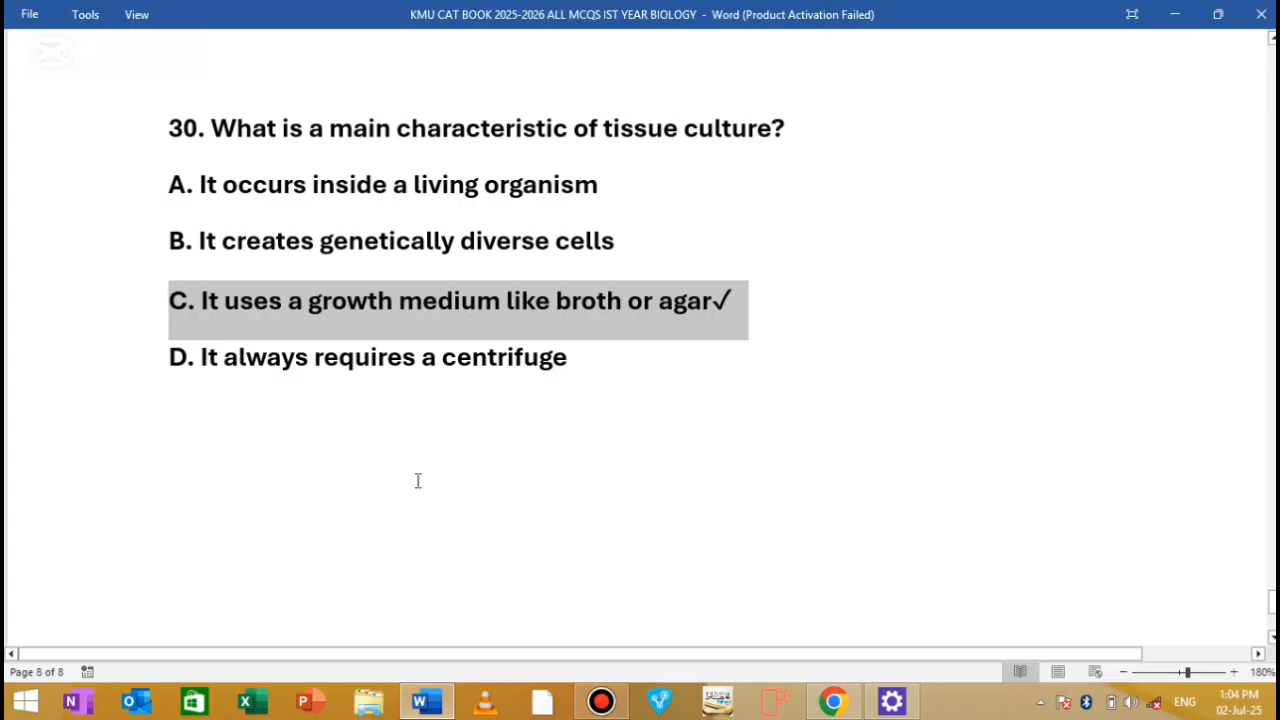 File Tools View KMU CAT BOOK 2025-2026 ALL MCQS IST YEAR BIOLOGY - Word (Product Activation Failed)
30. What is a main characteristic of tissue culture?
A. It occurs inside a living organism
B. It creates genetically diverse cells
C. It uses a growth medium like broth or agar✓
D. It always requires a centrifuge
Page 8 of 8 180%
ENG 1:04 PM
02-Jul-25